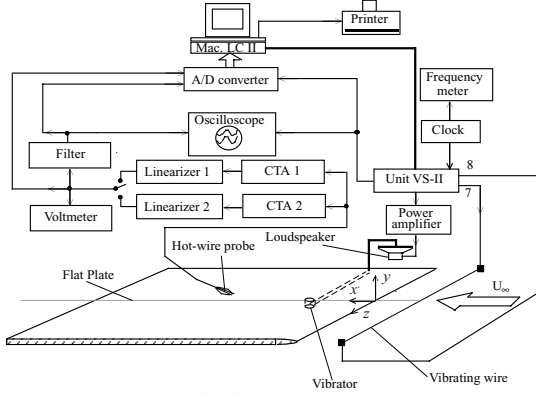 Printer
Mac. LC II
A/D converter
Frequency
meter
Oscilloscope
Clock
Filter
Linearizer 1
CTA 1
Unit VS-II
8
7
Voltmeter
Linearizer 2
CTA 2
Power
amplifier
Loudspeaker
Hot-wire probe
Flat Plate
y
x
z
U∞
Vibrator
Vibrating wire